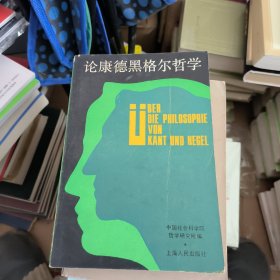 论康德黑格尔哲学
ÜBER
DIE PHILOSOPHIE
VON
KANT UND HEGEL
中国社会科学院
哲学研究所编
上海人民出版社